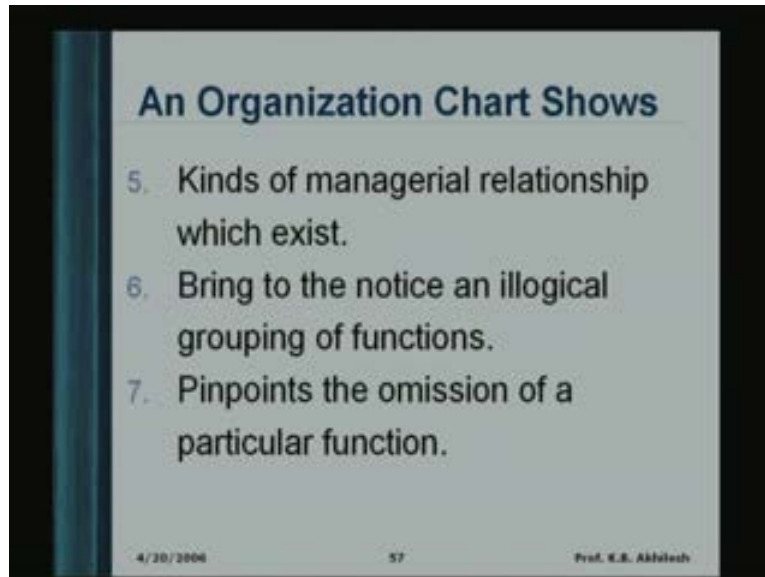 An Organization Chart Shows
5. Kinds of managerial relationship
which exist.
6. Bring to the notice an illogical
grouping of functions.
7. Pinpoints the omission of a
particular function.
4/20/2006 57 Prof. K.B. Akhilesh